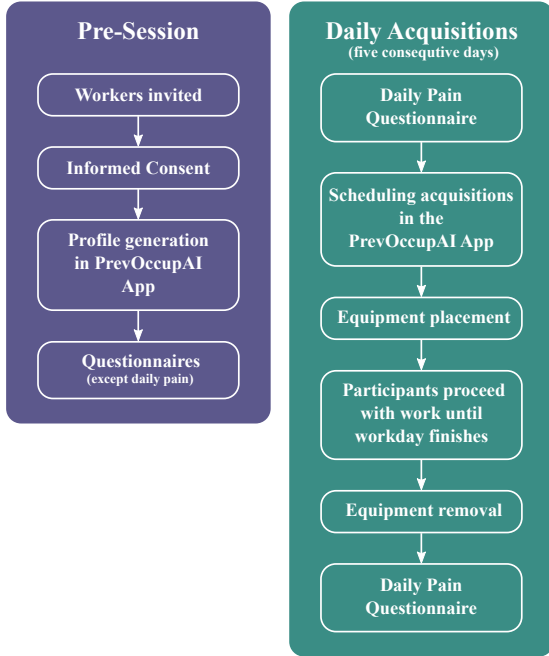 Pre-Session
Workers invited
Informed Consent
Profile generation
in PrevOccupAI
App
Questionnaires
(except daily pain)
Daily Acquisitions
(five consequtive days)
Daily Pain
Questionnaire
Scheduling acquisitions
in the
PrevOccupAI App
Equipment placement
Participants proceed
with work until
workday finishes
Equipment removal
Daily Pain
Questionnaire